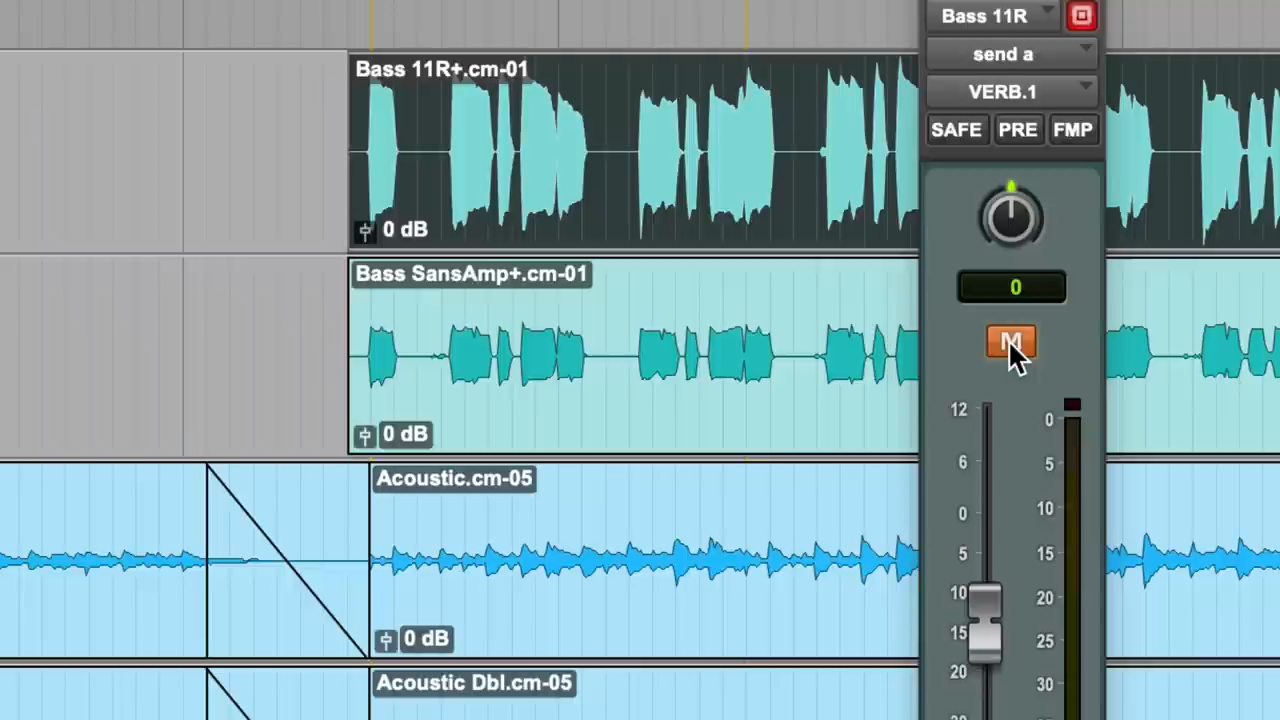 Bass 11R
send a
VERB.1
SAFE PRE FMP
Bass 11R+.cm-01
0 dB
0
M
Bass SansAmp+.cm-01
0 dB
12
6
0
5
10
15
20
0
5
10
15
20
25
30
Acoustic.cm-05
0 dB
Acoustic Dbl.cm-05